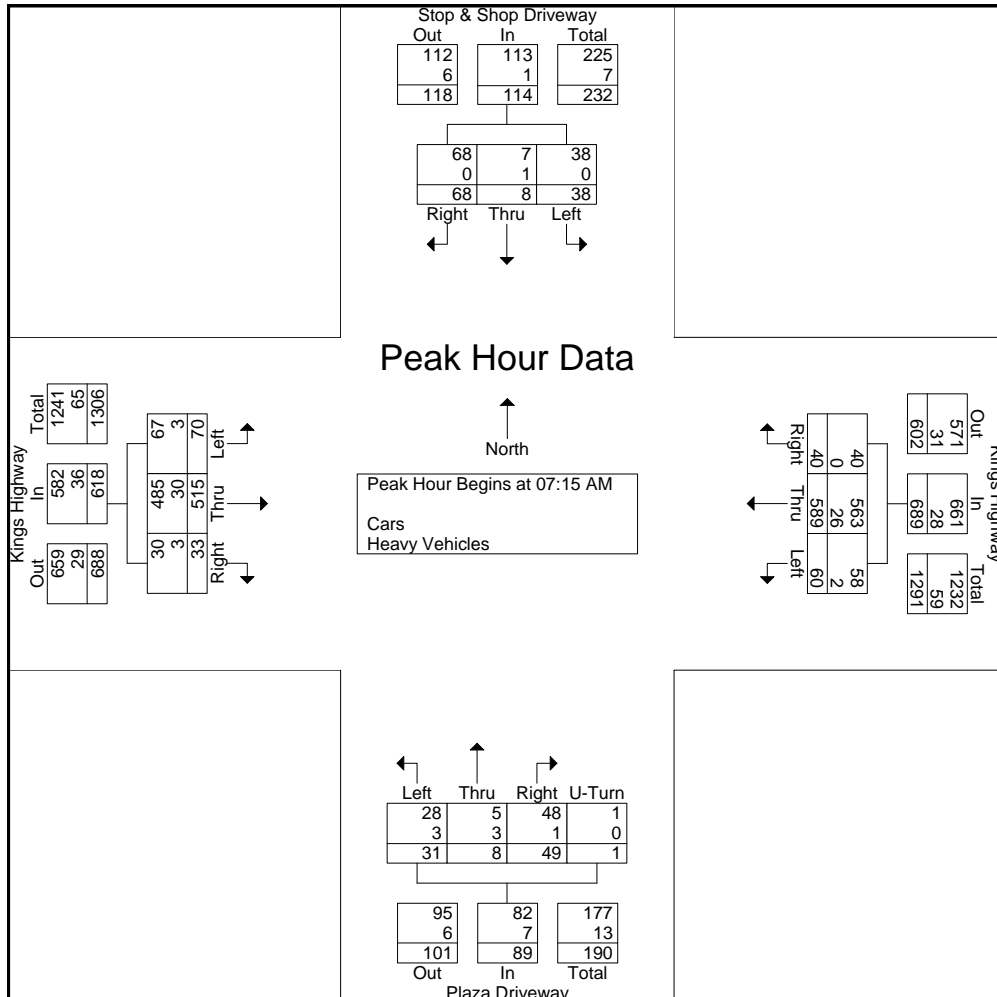 Stop & Shop Driveway
Out In Total
112 113 225
6 1 7
118 114 232
68 7 38
0 1 0
68 8 38
Right Thru Left
Peak Hour Data
North
Peak Hour Begins at 07:15 AM
Cars
Heavy Vehicles
Kings Highway
Total In Out
1241 582 659
65 36 29
1306 618 688
Left Thru Right
67 485 30
3 30 3
70 515 33
Kings Highway
Out In Total
571 661 1232
31 28 59
602 689 1291
Right Thru Left
40 563 58
0 26 2
40 589 60
Left Thru Right U-Turn
28 5 48 1
3 3 1 0
31 8 49 1
95 82 177
6 7 13
101 89 190
Out In Total
Plaza Driveway